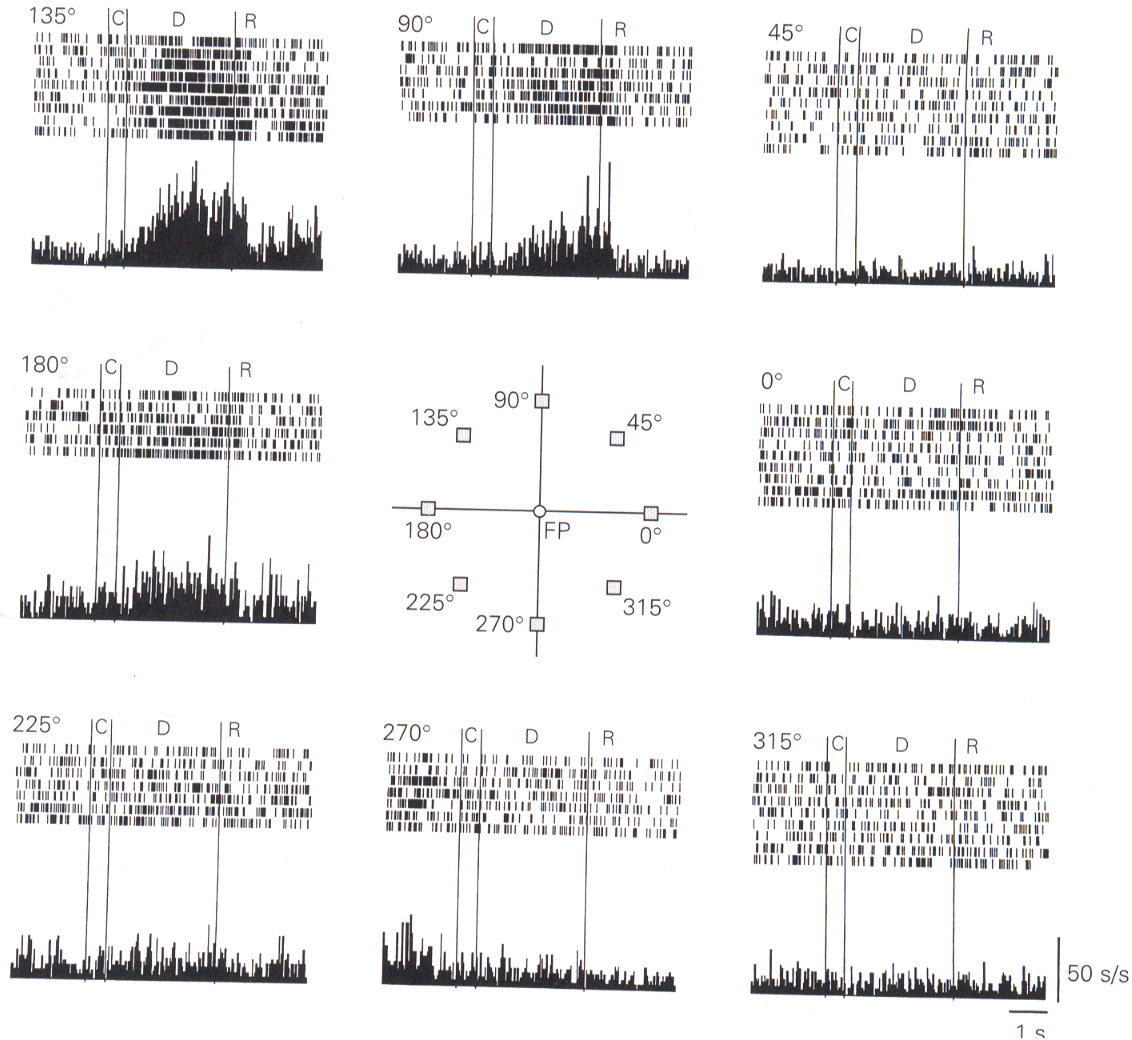 135° C D R
90° C D R
45° C D R
180° C D R
90°
135°
45°
180°
FP
0°
225°
315°
270°
0° C D R
225° C D R
270° C D R
315° C D R
50 s/s
1 s